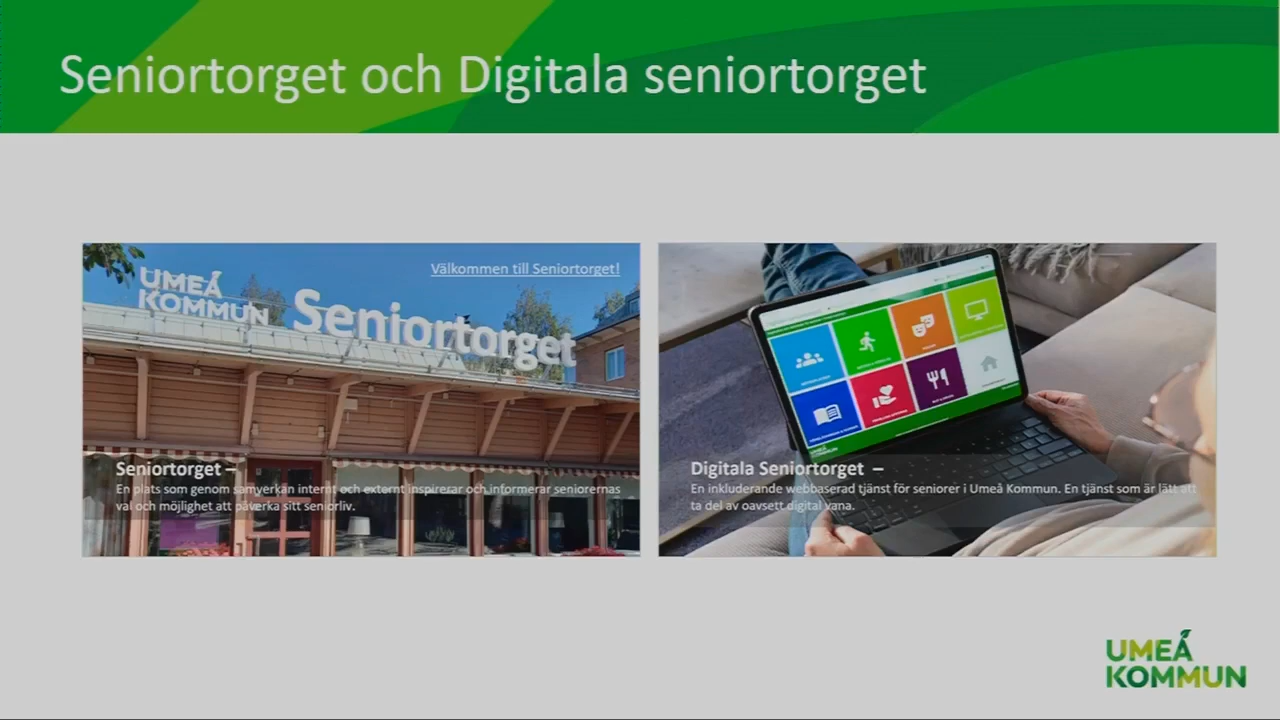 Seniortorget och Digitala seniortorget
Välkommen till Seniortorget!
UMEÅ
KOMMUN
Seniortorget
Seniortorget –
En plats som genom samverkan internt och externt inspirerar och informerar seniorernas
val och möjlighet att påverka sitt seniorliv.
Digitala Seniortorget –
En inkluderande webbaserad tjänst för seniorer i Umeå Kommun. En tjänst som är lätt att
ta del av oavsett digital vana.
UMEÅ
KOMMUN